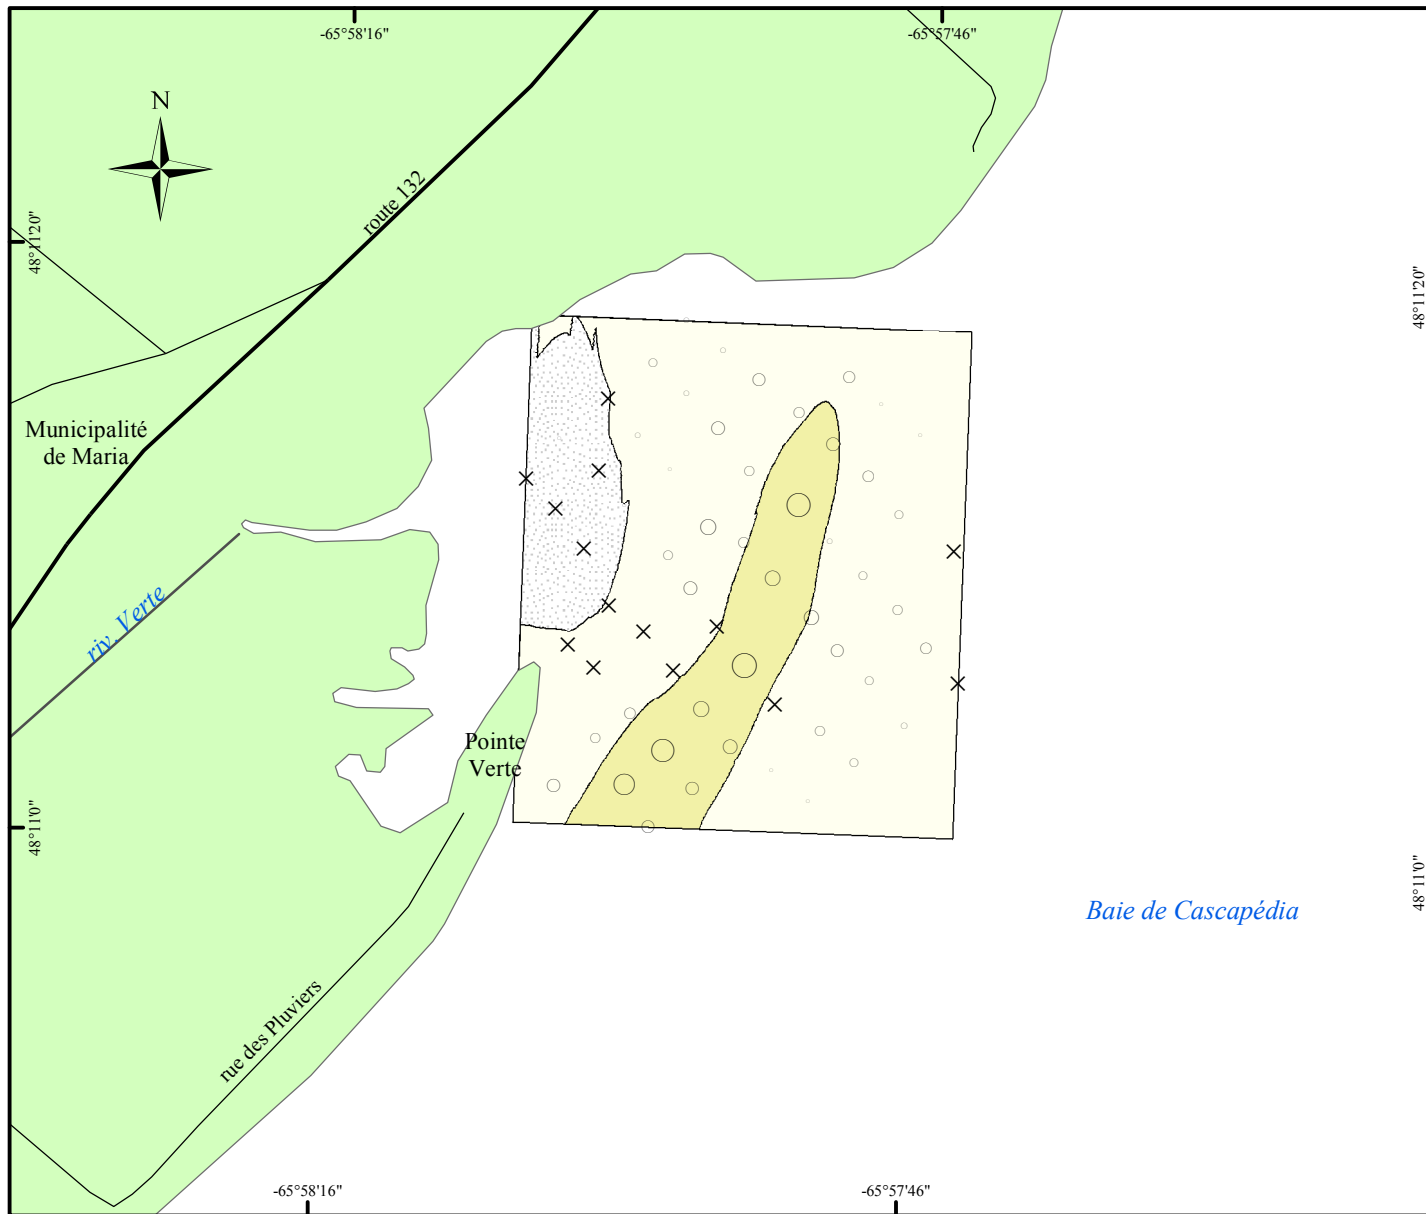 -65°58'16"
-65°57'46"
N
route 132
48°11'20"
48°11'20"
Municipalité
de Maria
riv. Verte
Pointe
Verte
48°11'0"
48°11'0"
Baie de Cascapédia
rue des Pluviers
-65°58'16"
-65°57'46"